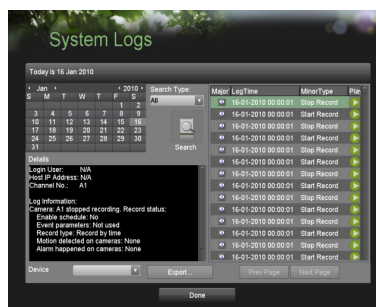 System Logs
Today is 16 Jan 2010
Jan 2010
S M T W T F S
1 2
3 4 5 6 7 8 9
10 11 12 13 14 15 16
17 18 19 20 21 22 23
24 25 26 27 28 29 30
31
Search Type:
All
Search
Major LogTime MinorType Play
16-01-2010 00:00:01 Stop Record
16-01-2010 00:00:01 Start Record
16-01-2010 00:00:01 Stop Record
16-01-2010 00:00:01 Start Record
16-01-2010 00:00:01 Stop Record
16-01-2010 00:00:01 Start Record
16-01-2010 00:00:01 Stop Record
16-01-2010 00:00:01 Start Record
16-01-2010 00:00:01 Stop Record
16-01-2010 00:00:01 Start Record
16-01-2010 00:00:01 Stop Record
16-01-2010 00:00:01 Start Record
16-01-2010 00:00:01 Stop Record
16-01-2010 00:00:01 Start Record
Details
Login User: N/A
Host IP Address: N/A
Channel No.: A1
Log Information:
Camera: A1 stopped recording. Record status:
Enable schedule: No
Event parameters: Not used
Record type: Record by time
Motion detected on cameras: None
Alarm happened on cameras: None
Device
Export...
Prev Page
Next Page
Done